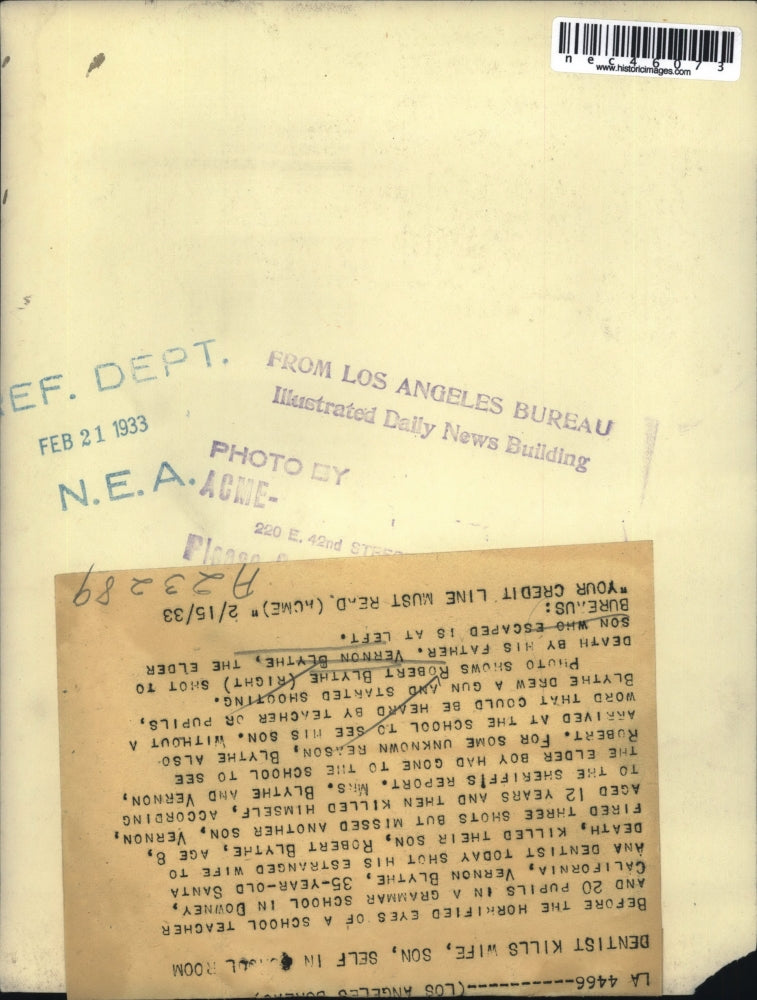 nec46073
www.historicimages.com
REF. DEPT.
FEB 21 1933
N.E.A.
FROM LOS ANGELES BUREAU
Illustrated Daily News Building
PHOTO BY
ACME-
220 E. 42nd
Please
LA 4466----------(LOS ANGELES
DENTIST KILLS WIFE, SON, SELF IN SCHOOL ROOM
BEFORE THE HORRIFIED EYES OF A SCHOOL TEACHER
AND 20 PUPILS IN A GRAMMAR SCHOOL IN DOWNEY,
CALIFORNIA, VERNON BLYTHE, 35-YEAR-OLD SANTA
ANA DENTIST TODAY SHOT HIS ESTRANGED WIFE TO
DEATH, KILLED THEIR SON, ROBERT BLYTHE, AGE 8,
FIRED THREE SHOTS BUT MISSED ANOTHER SON, VERNON,
AGED 12 YEARS AND THEN KILLED HIMSELF, ACCORDING
TO THE SHERIFF'S REPORT. MRS. BLYTHE AND VERNON,
THE ELDER BOY HAD GONE TO THE SCHOOL TO SEE
ROBERT. FOR SOME UNKNOWN REASON, BLYTHE ALSO
ARRIVED AT THE SCHOOL TO SEE HIS SON. WITHOUT A
WORD THAT COULD BE HEARD BY TEACHER OR PUPILS,
BLYTHE DREW A GUN AND STARTED SHOOTING.
PHOTO SHOWS ROBERT BLYTHE (RIGHT) SHOT TO
DEATH BY HIS FATHER. VERNON BLYTHE, THE ELDER
SON WHO ESCAPED IS AT LEFT.
BUREAUS:
"YOUR CREDIT LINE MUST READ. (ACME)" 2/15/33
A23289